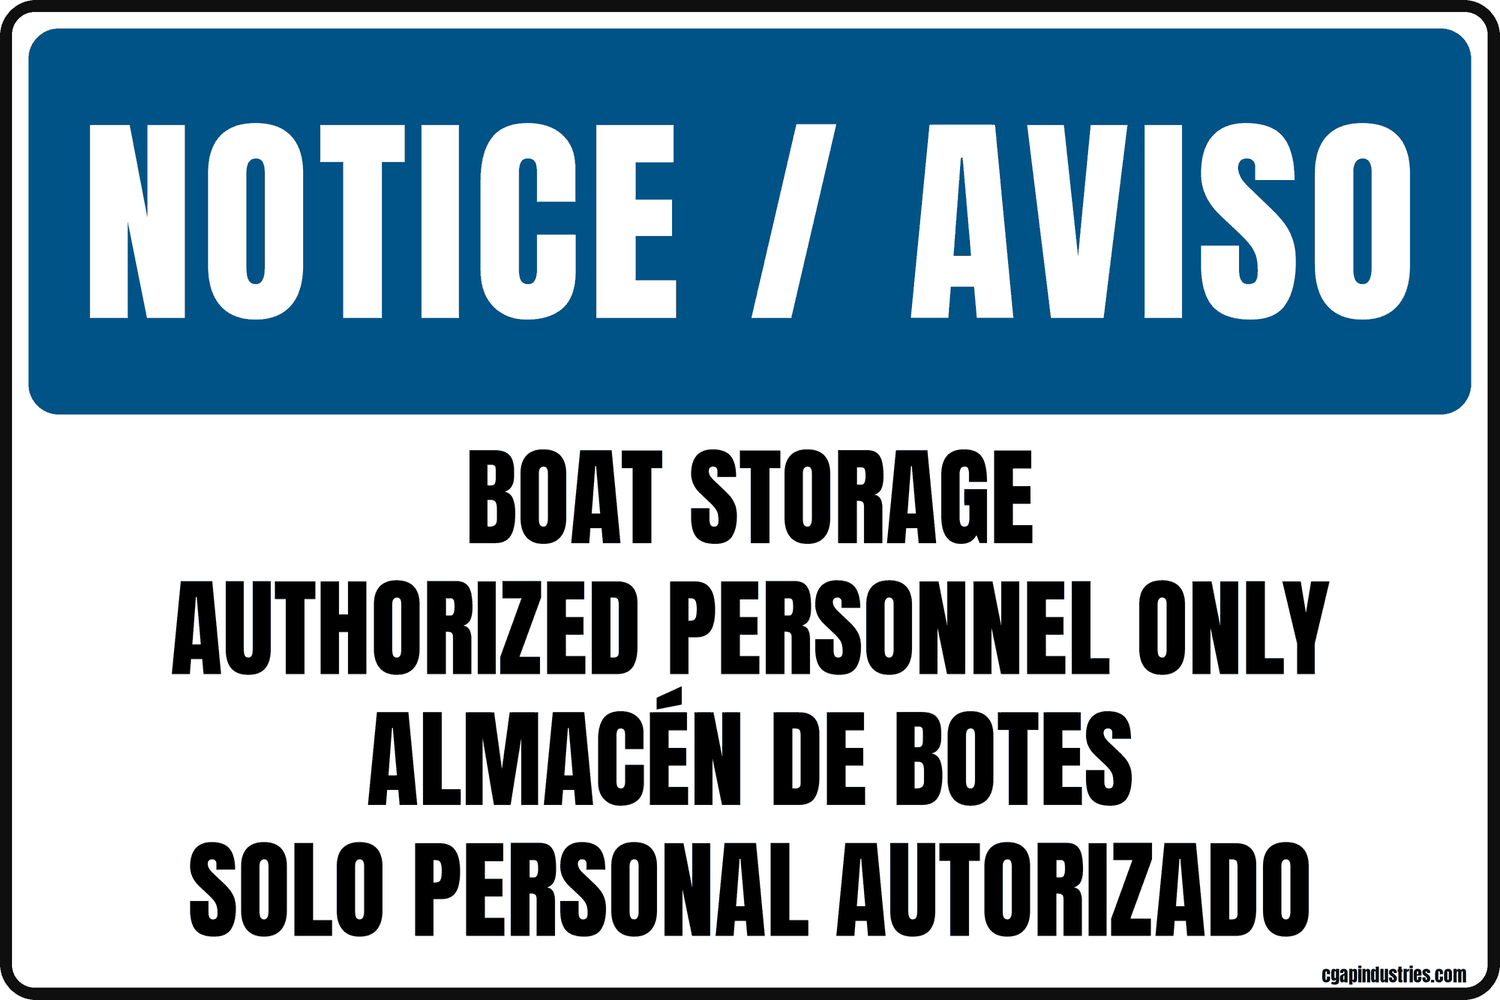 NOTICE / AVISO
BOAT STORAGE
AUTHORIZED PERSONNEL ONLY
ALMACÉN DE BOTES
SOLO PERSONAL AUTORIZADO
cgapindustries.com